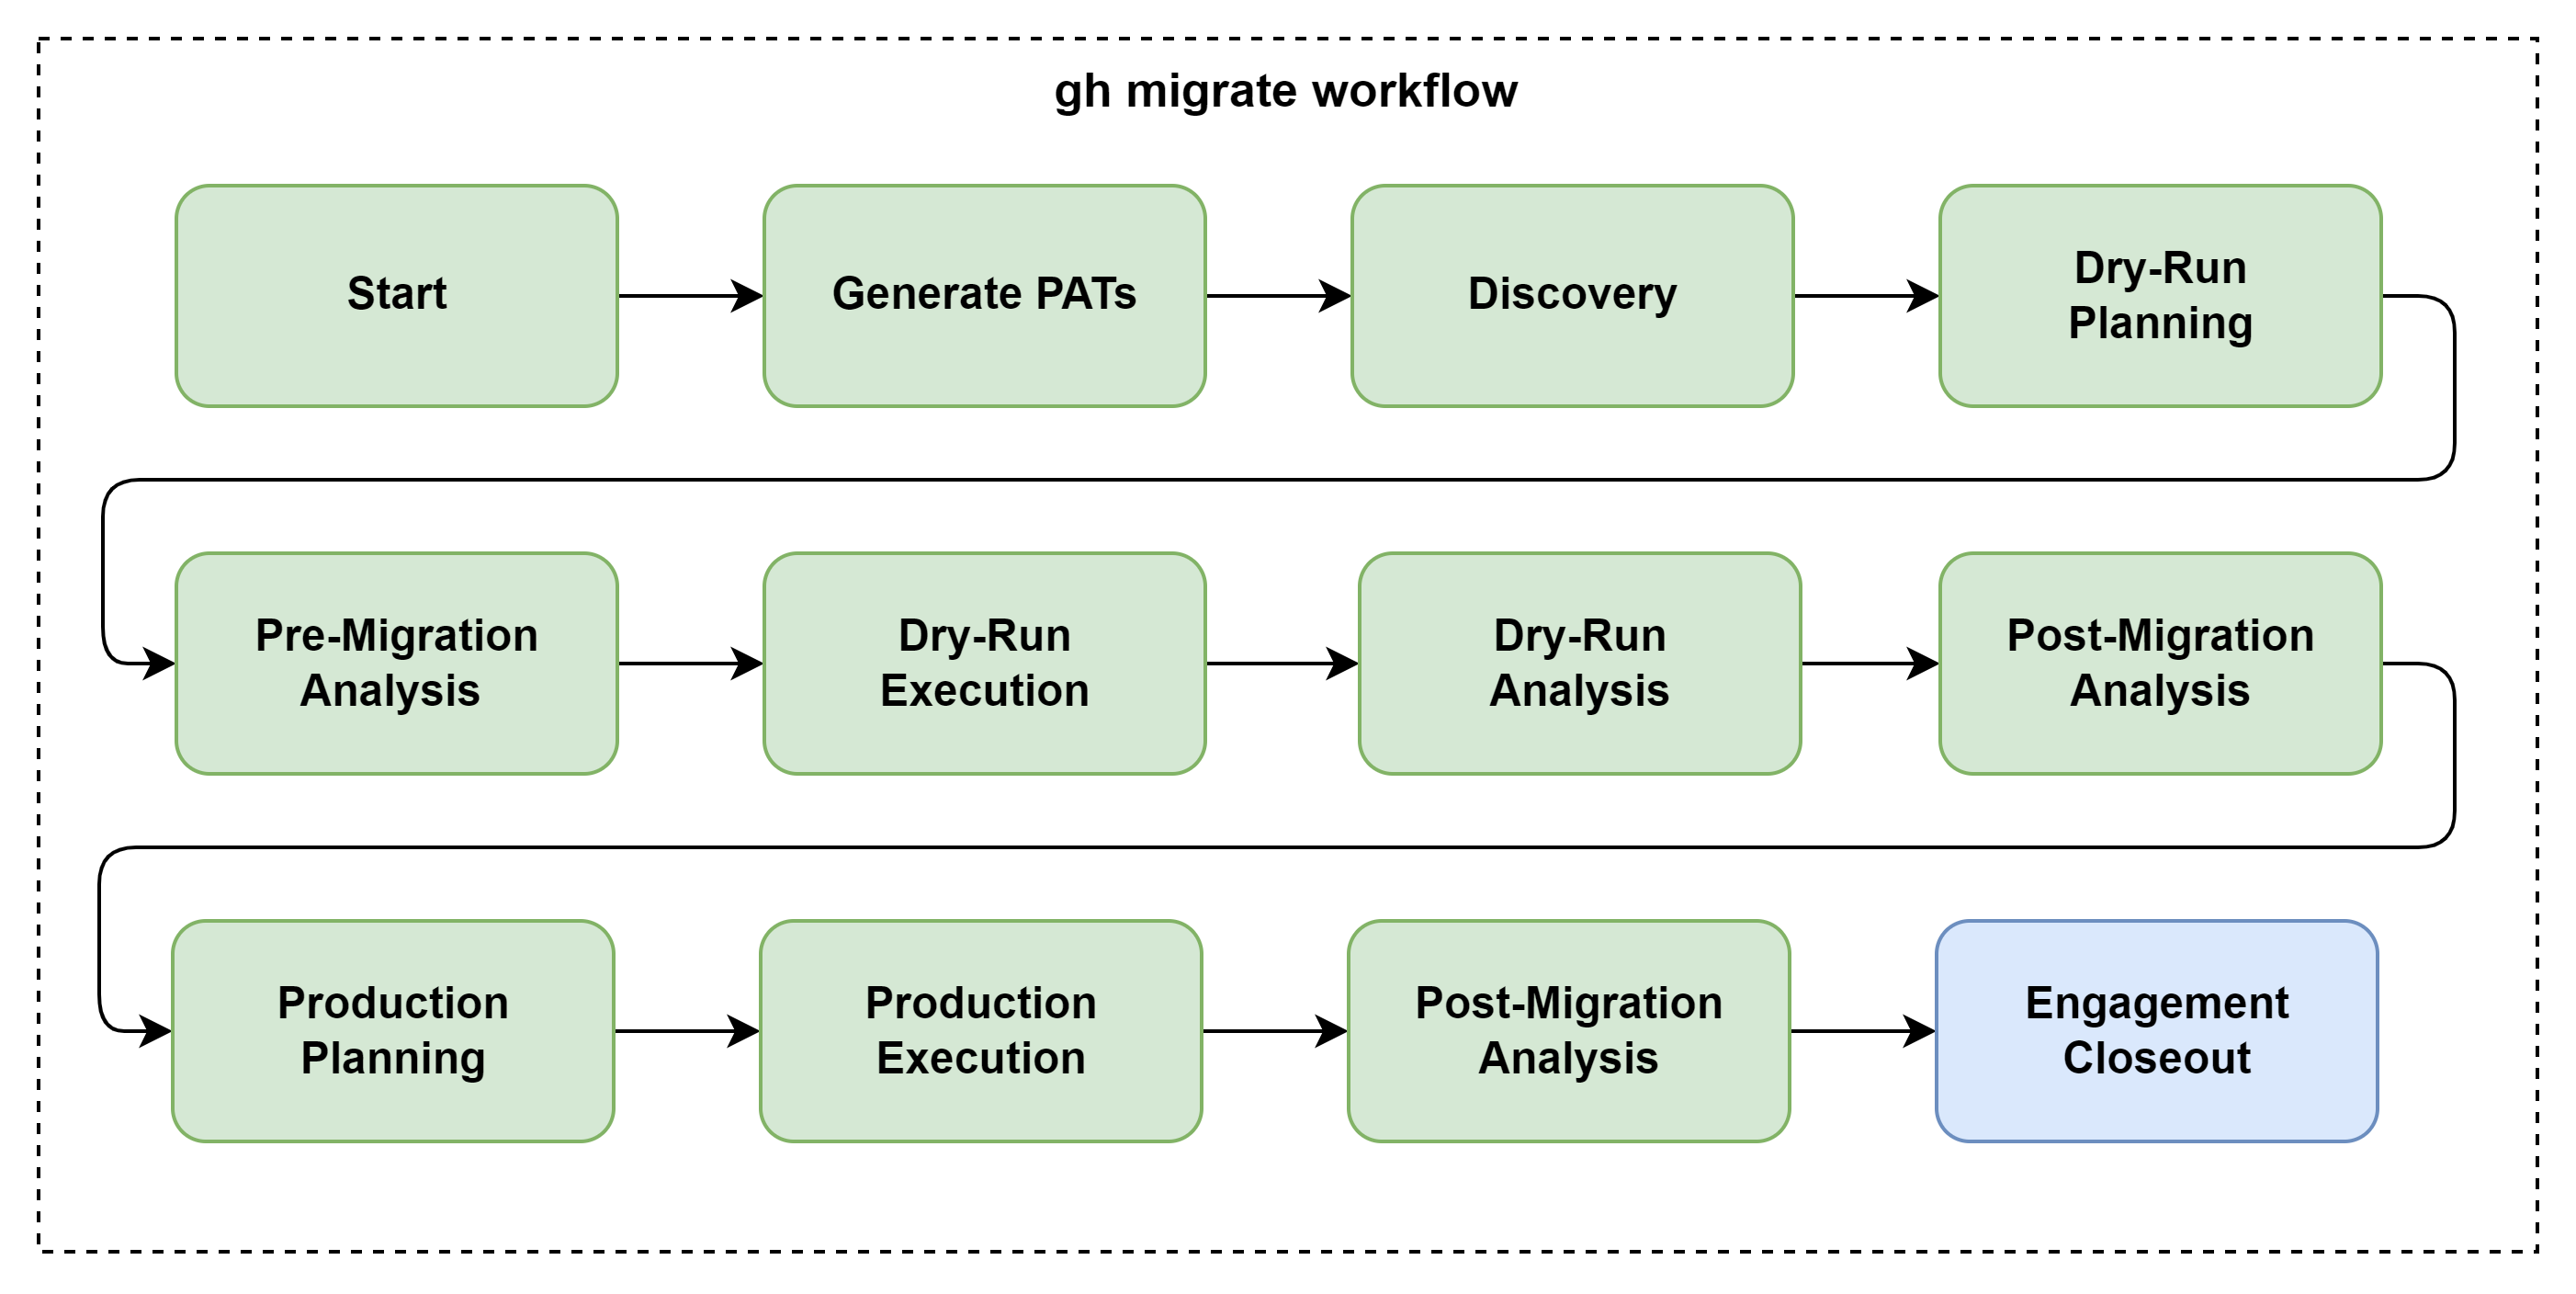 gh migrate workflow
Start
Generate PATs
Discovery
Dry-Run
Planning
Pre-Migration
Analysis
Dry-Run
Execution
Dry-Run
Analysis
Post-Migration
Analysis
Production
Planning
Production
Execution
Post-Migration
Analysis
Engagement
Closeout